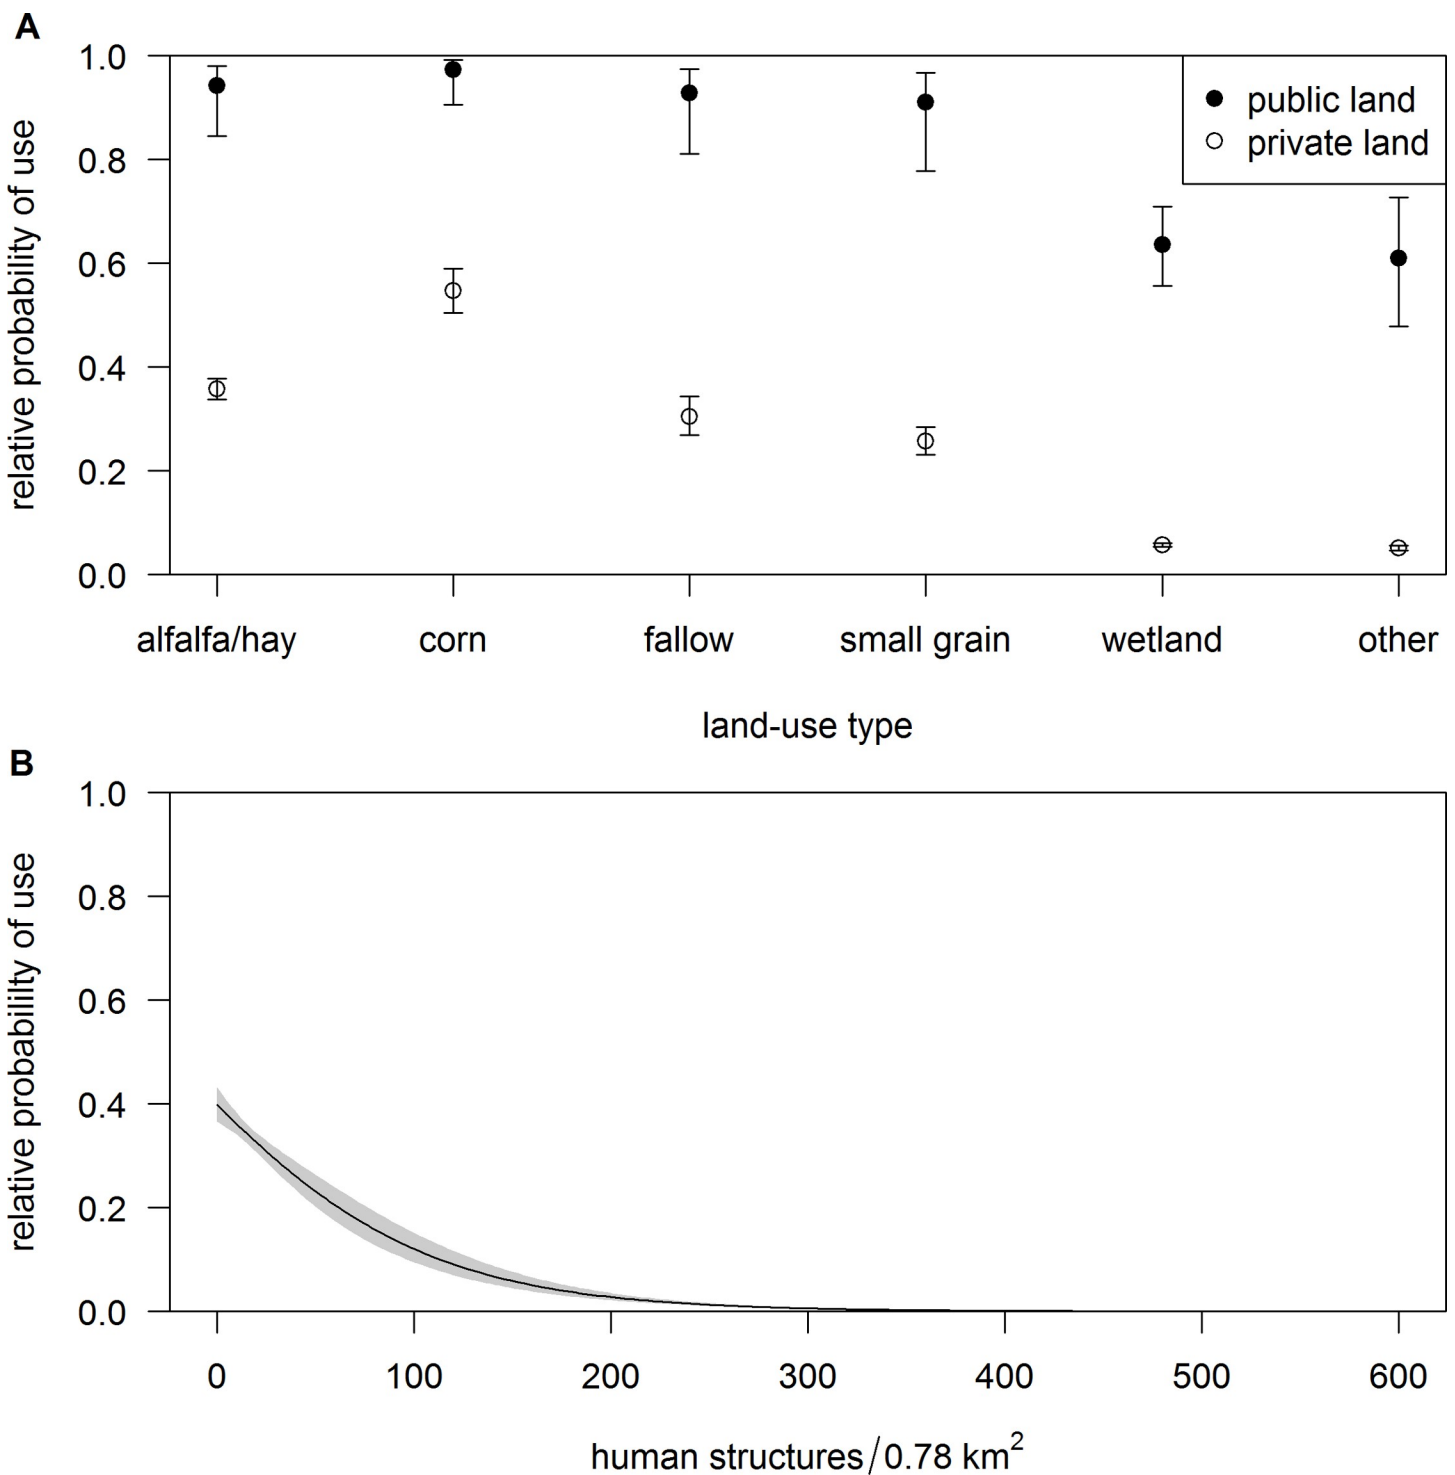 A
1.0
0.8
0.6
0.4
0.2
0.0
relative probability of use
public land
private land
alfalfa/hay corn fallow small grain wetland other
land-use type
B
1.0
0.8
0.6
0.4
0.2
0.0
relative probabililty of use
0 100 200 300 400 500 600
human structures/0.78 km²